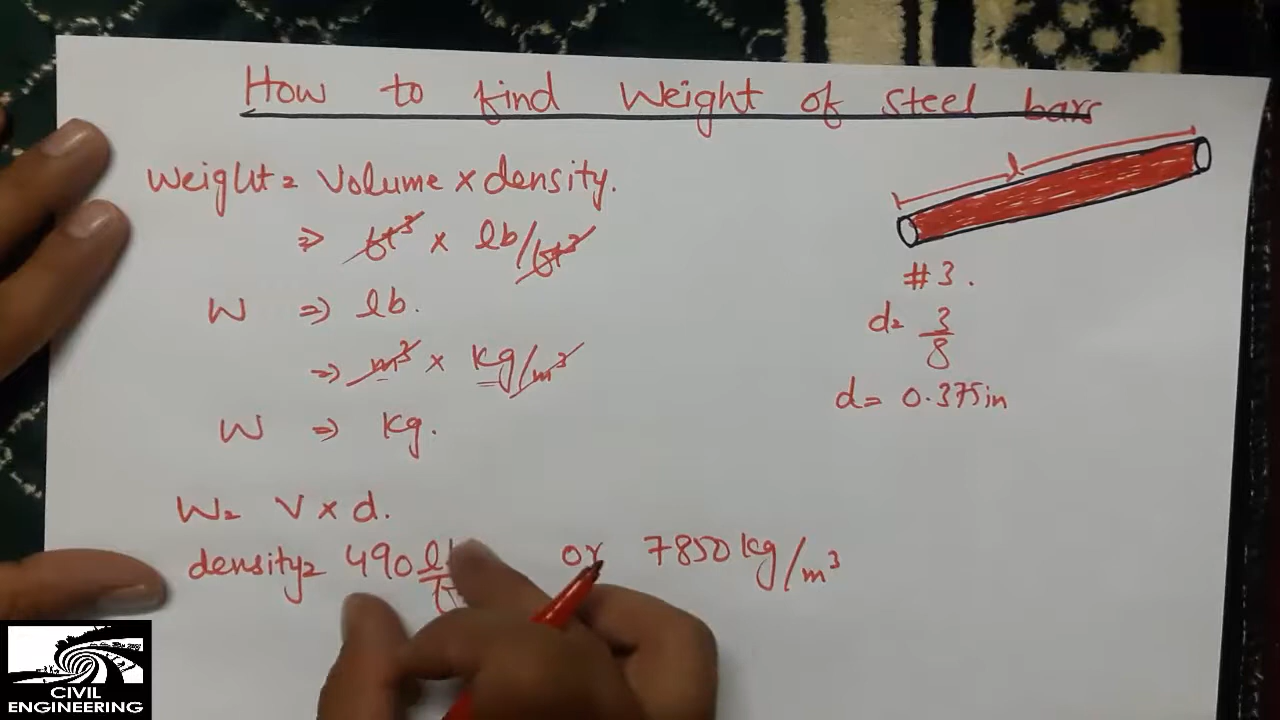 How to find Weight of steel bars
Weight = Volume × density.
⇒ ft³ × lb/ft³
W ⇒ lb.
⇒ m³ × kg/m³
W ⇒ kg.
W = V × d.
density = 490 or 7850 kg/m³
l
#3.
d = 3/8
d = 0.375in
CIVIL
ENGINEERING